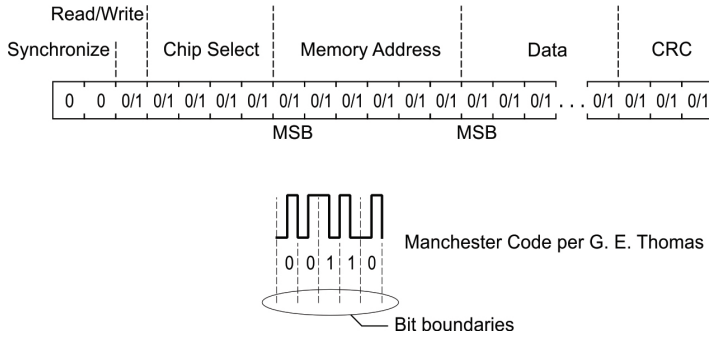 Read/Write
Synchronize Chip Select Memory Address Data CRC
0 0 0/1 0/1 0/1 0/1 0/1 0/1 0/1 0/1 0/1 0/1 0/1 0/1 0/1 0/1 . . . 0/1 0/1 0/1 0/1
MSB MSB
Manchester Code per G. E. Thomas
0 0 1 1 0
Bit boundaries